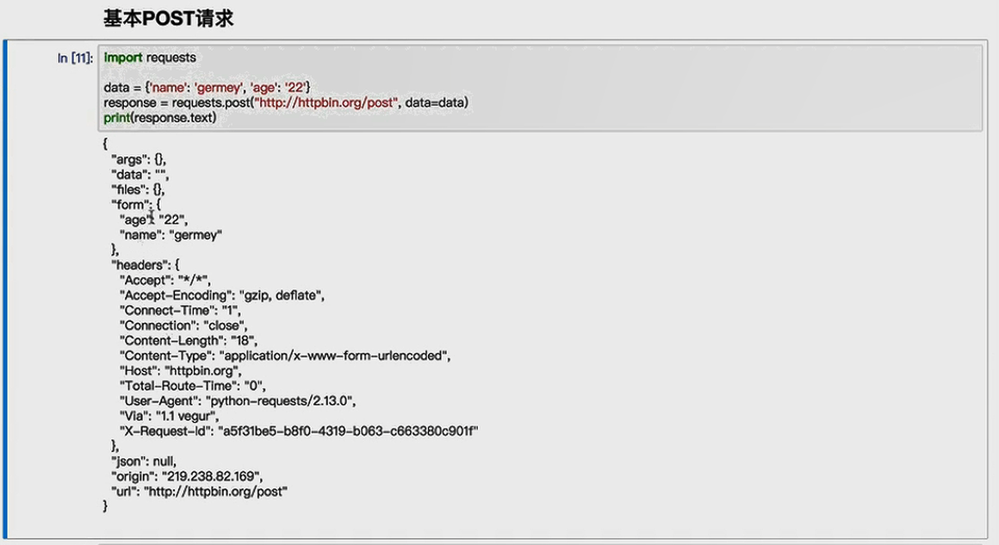 基本POST请求
In [11]: import requests
data = {'name': 'germey', 'age': '22'}
response = requests.post("http://httpbin.org/post", data=data)
print(response.text)
{
"args": {},
"data": "",
"files": {},
"form": {
"age": "22",
"name": "germey"
},
"headers": {
"Accept": "*/*",
"Accept-Encoding": "gzip, deflate",
"Connect-Time": "1",
"Connection": "close",
"Content-Length": "18",
"Content-Type": "application/x-www-form-urlencoded",
"Host": "httpbin.org",
"Total-Route-Time": "0",
"User-Agent": "python-requests/2.13.0",
"Via": "1.1 vegur",
"X-Request-Id": "a5f31be5-b8f0-4319-b063-c663380c901f"
},
"json": null,
"origin": "219.238.82.169",
"url": "http://httpbin.org/post"
}